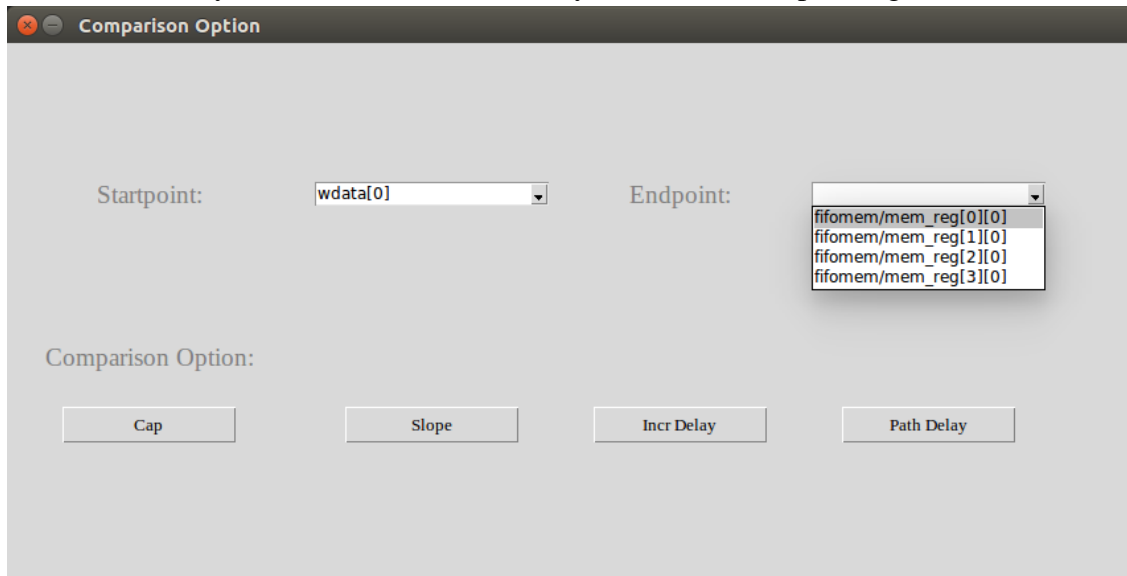 Comparison Option
Startpoint: wdata[0] Endpoint:
fifomem/mem_reg[0][0]
fifomem/mem_reg[1][0]
fifomem/mem_reg[2][0]
fifomem/mem_reg[3][0]
Comparison Option:
Cap Slope Incr Delay Path Delay